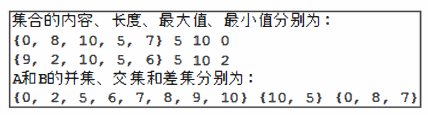 集合的内容、长度、最大值、最小值分别为：
{0, 8, 10, 5, 7} 5 10 0
{9, 2, 10, 5, 6} 5 10 2
A和B的并集、交集和差集分别为：
{0, 2, 5, 6, 7, 8, 9, 10} {10, 5} {0, 8, 7}